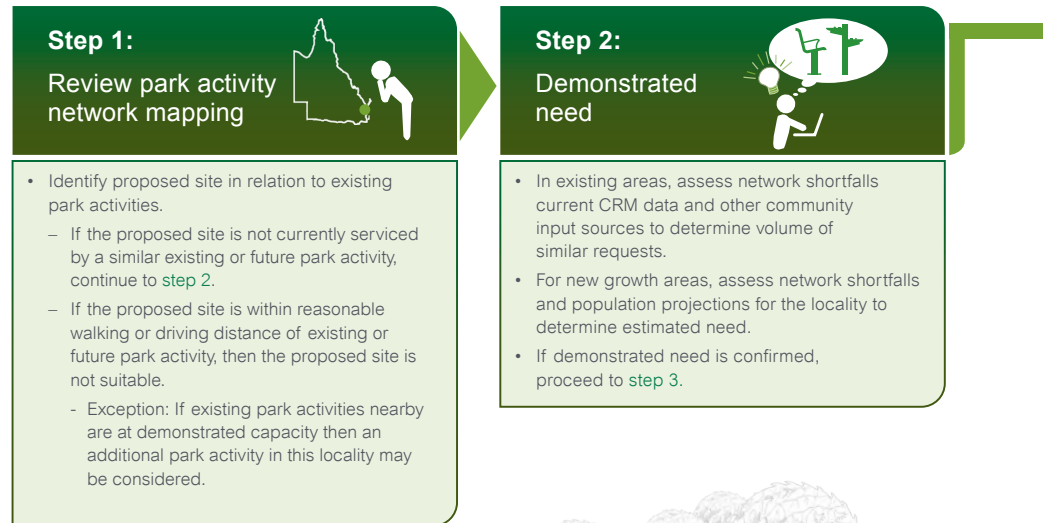 Step 1:
Review park activity
network mapping
• Identify proposed site in relation to existing
park activities.
– If the proposed site is not currently serviced
by a similar existing or future park activity,
continue to step 2.
– If the proposed site is within reasonable
walking or driving distance of existing or
future park activity, then the proposed site is
not suitable.
- Exception: If existing park activities nearby
are at demonstrated capacity then an
additional park activity in this locality may
be considered.
Step 2:
Demonstrated
need
• In existing areas, assess network shortfalls
current CRM data and other community
input sources to determine volume of
similar requests.
• For new growth areas, assess network shortfalls
and population projections for the locality to
determine estimated need.
• If demonstrated need is confirmed,
proceed to step 3.